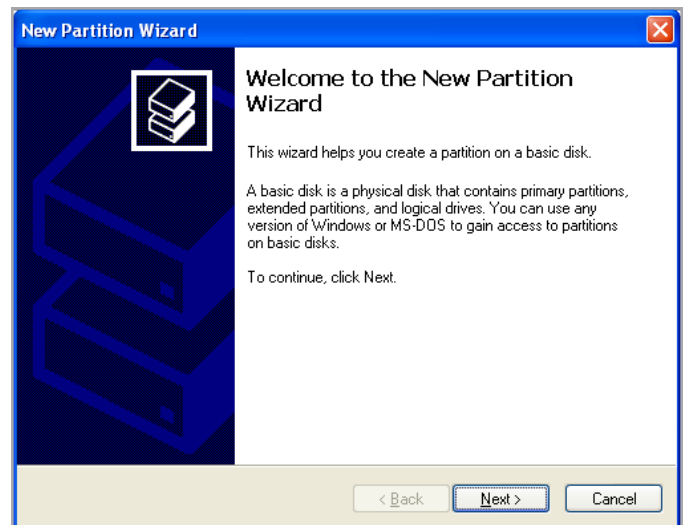 New Partition Wizard
Welcome to the New Partition
Wizard
This wizard helps you create a partition on a basic disk.
A basic disk is a physical disk that contains primary partitions,
extended partitions, and logical drives. You can use any
version of Windows or MS-DOS to gain access to partitions
on basic disks.
To continue, click Next.
< Back
Next >
Cancel